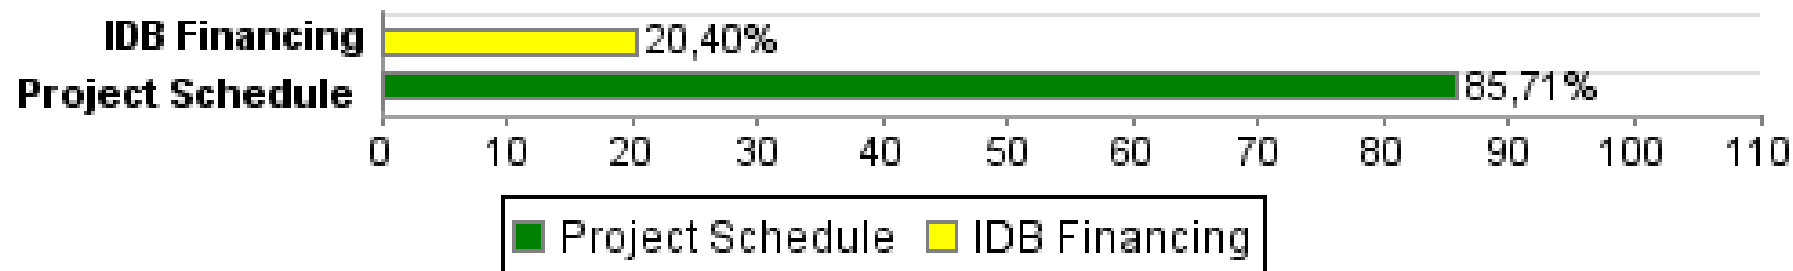 IDB Financing 20,40%
Project Schedule 85,71%
0 10 20 30 40 50 60 70 80 90 100 110
Project Schedule IDB Financing